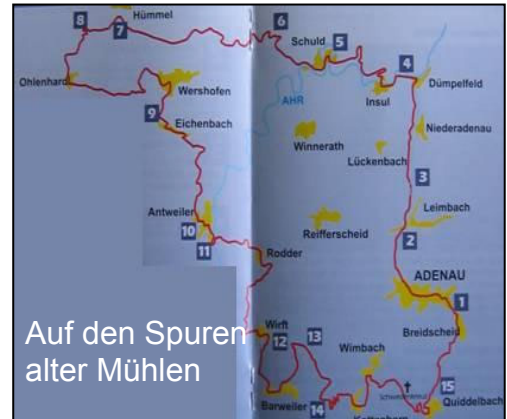 Hümmel
8
7
6
Schuld
5
4
Ohlenhard
Wershofen
Insul
Dümpelfeld
AHR
9
Eichenbach
Winnerath
Niederadenau
Lückenbach
3
Antweiler
Leimbach
10
Reifferscheid
2
11
Rodder
ADENAU
1
Auf den Spuren
alter Mühlen
Wirft
13
Breidscheid
12
Wimbach
Barweiler
14
15
Quiddelbach